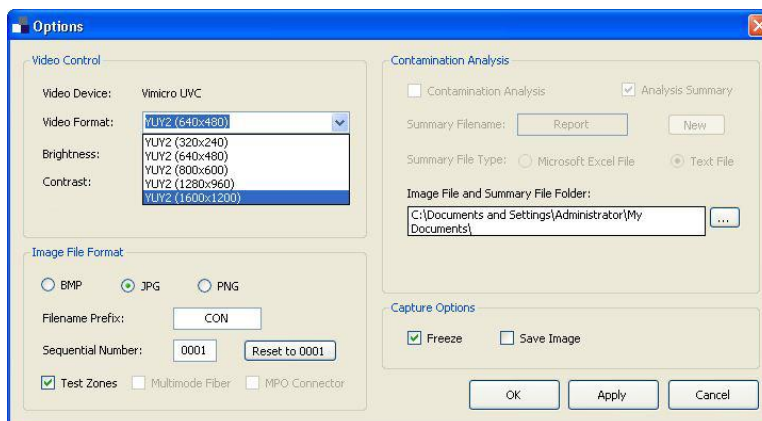 Options
Video Control
Video Device: Vimicro UVC
Video Format: YUY2 (640x480)
YUY2 (320x240)
YUY2 (640x480)
YUY2 (800x600)
YUY2 (1280x960)
YUY2 (1600x1200)
Brightness:
Contrast:
Image File Format
BMP JPG PNG
Filename Prefix: CON
Sequential Number: 0001 Reset to 0001
Test Zones Multimode Fiber MPO Connector
Contamination Analysis
Contamination Analysis Analysis Summary
Summary Filename: Report New
Summary File Type: Microsoft Excel File Text File
Image File and Summary File Folder:
C:\Documents and Settings\Administrator\My
Documents\
...
Capture Options
Freeze Save Image
OK Apply Cancel